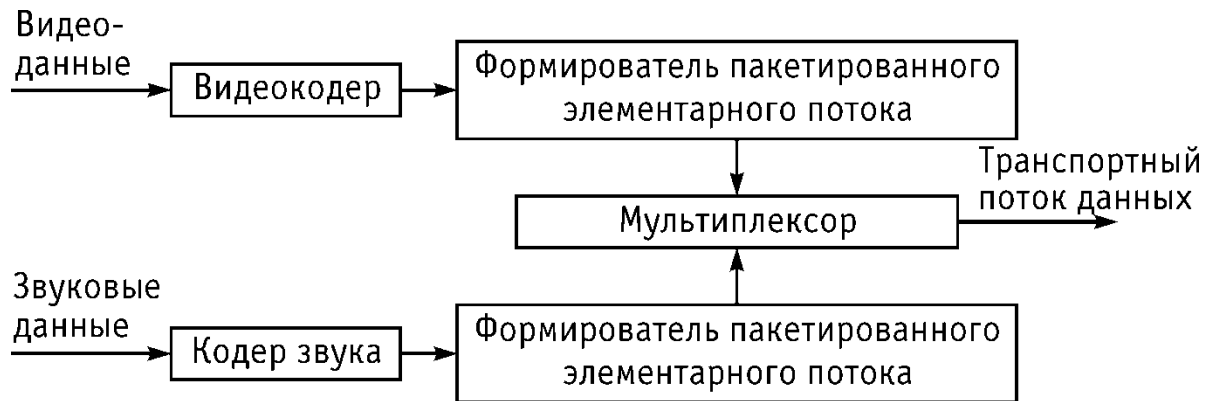 Видео-
данные
Видеокодер
Формирователь пакетированного
элементарного потока
Мультиплексор
Транспортный
поток данных
Звуковые
данные
Кодер звука
Формирователь пакетированного
элементарного потока